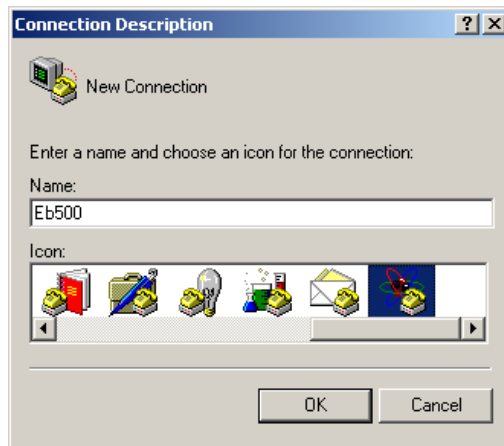 Connection Description
New Connection
Enter a name and choose an icon for the connection:
Name:
Eb500
Icon:
OK Cancel